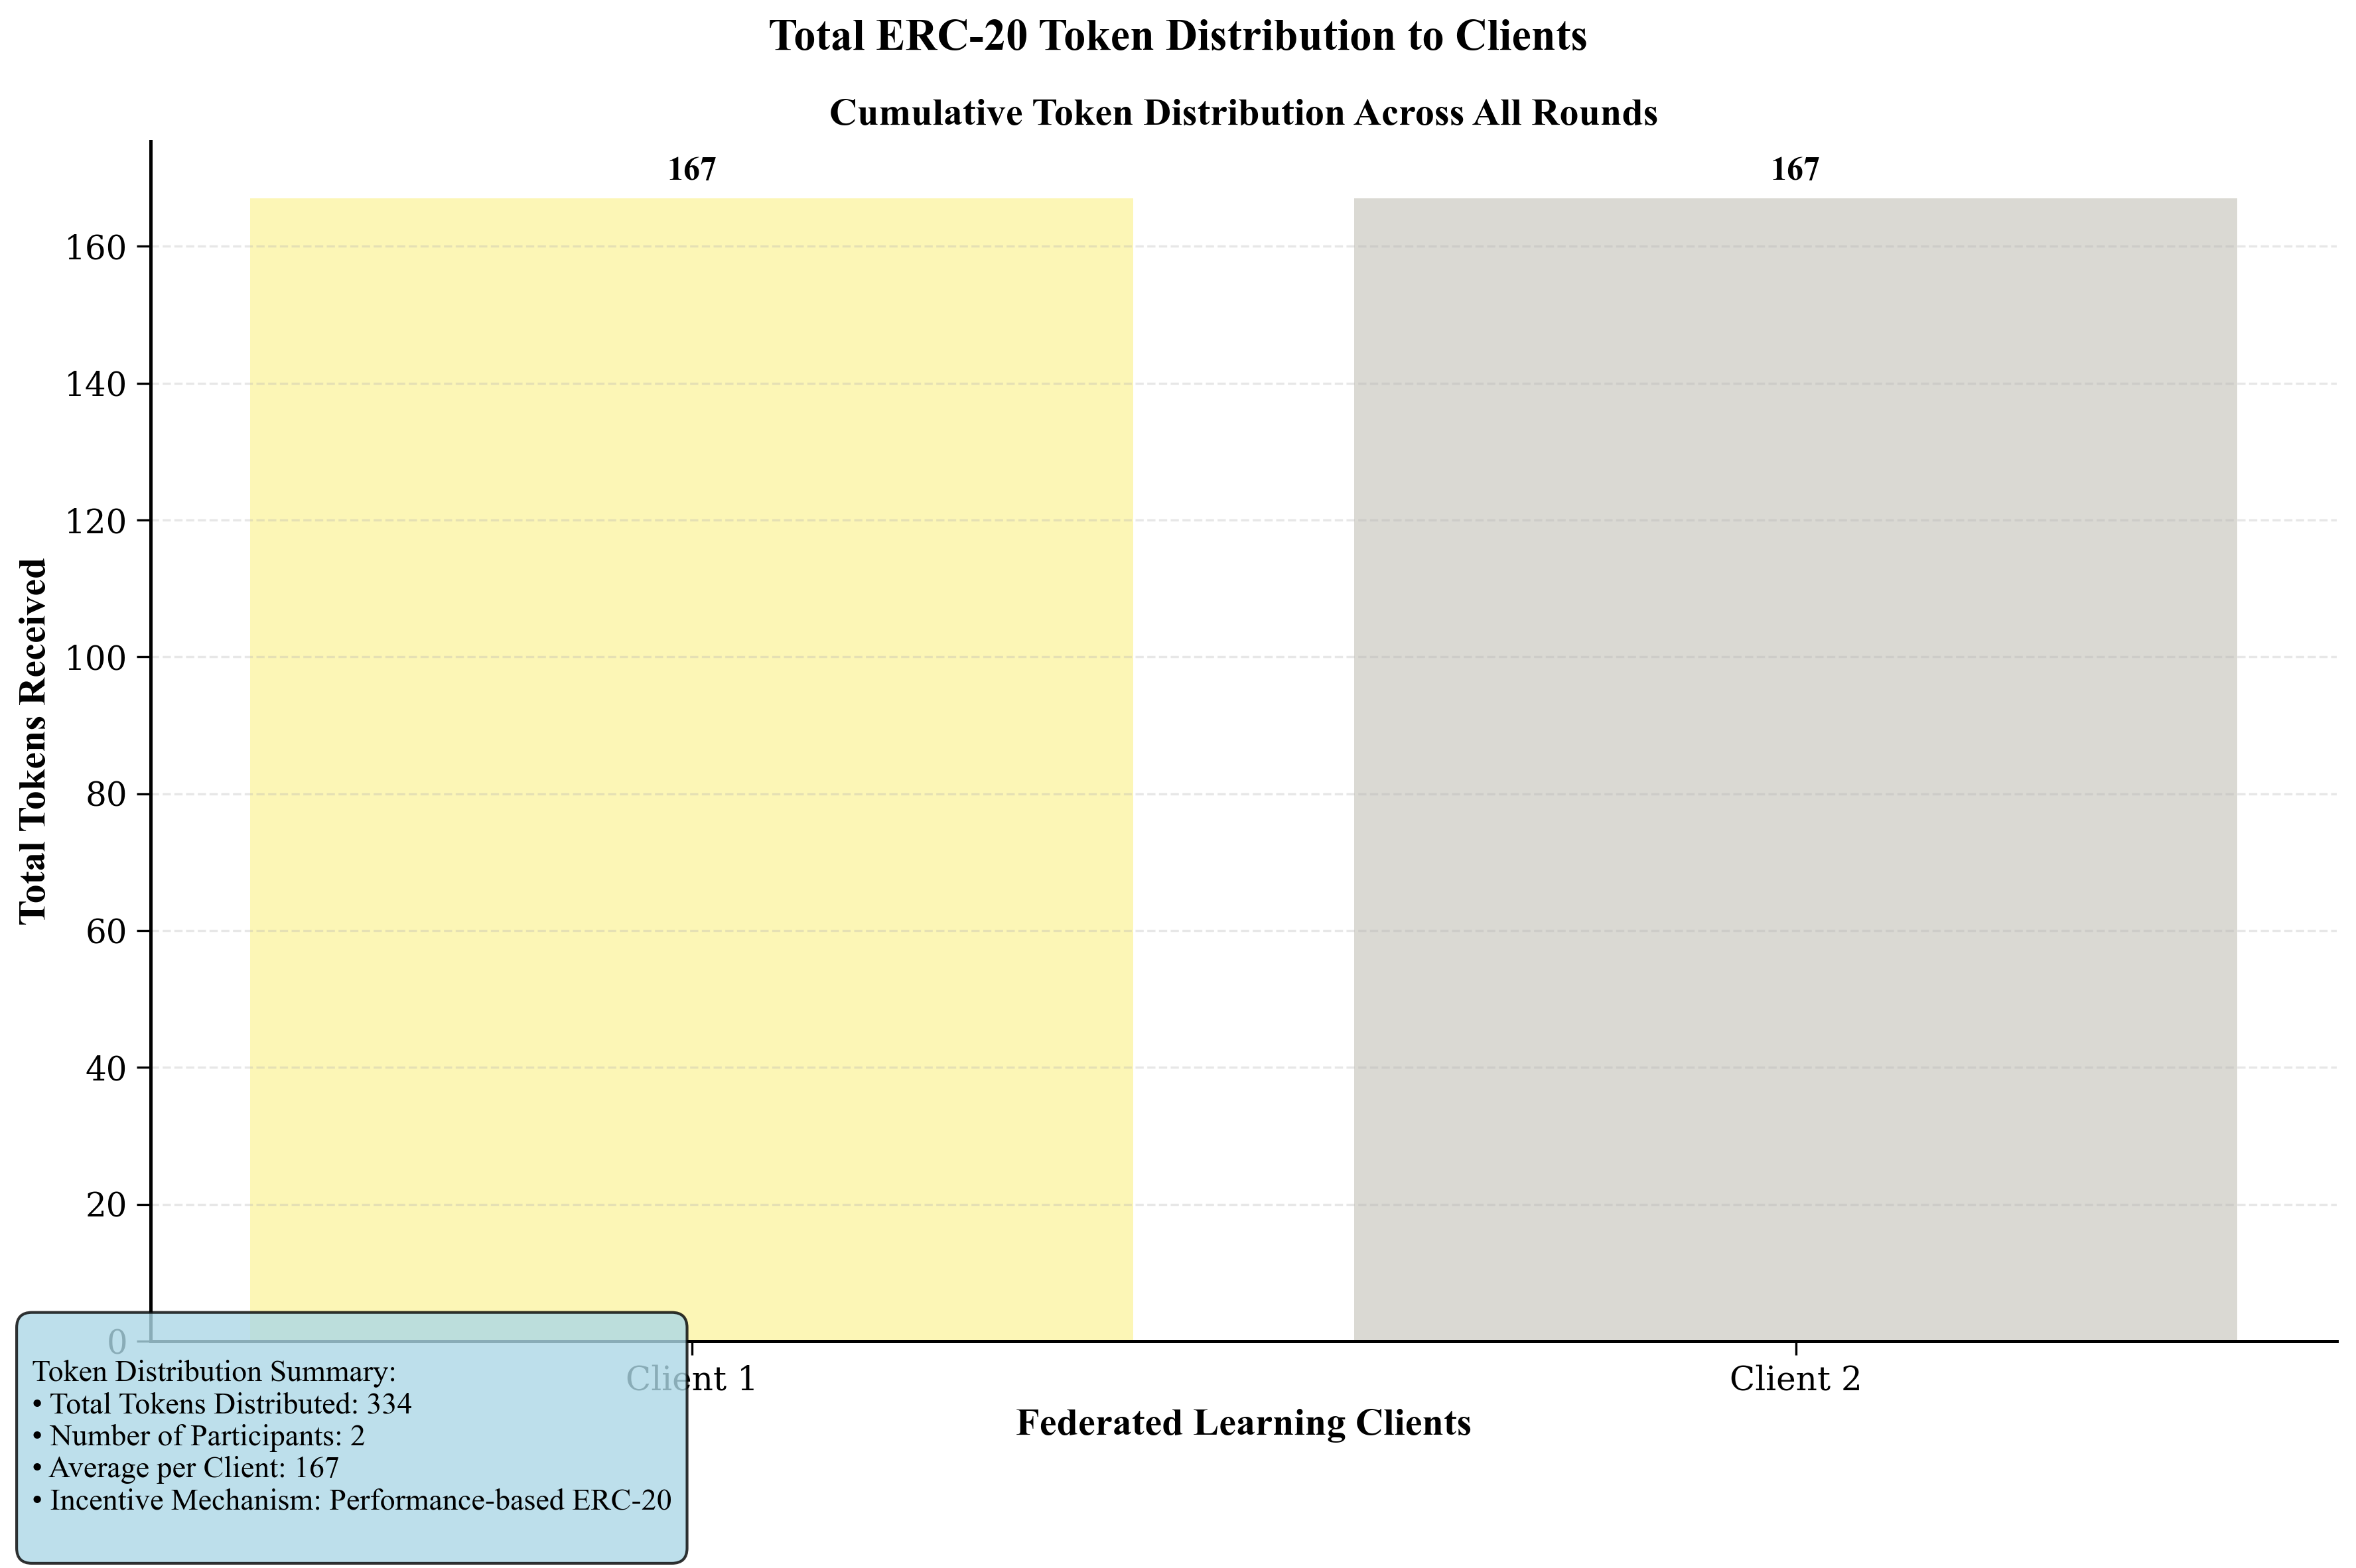 Total ERC-20 Token Distribution to Clients
Cumulative Token Distribution Across All Rounds
167
167
160
140
120
100
80
60
40
20
0
Total Tokens Received
Client 1
Client 2
Federated Learning Clients
Token Distribution Summary:
• Total Tokens Distributed: 334
• Number of Participants: 2
• Average per Client: 167
• Incentive Mechanism: Performance-based ERC-20